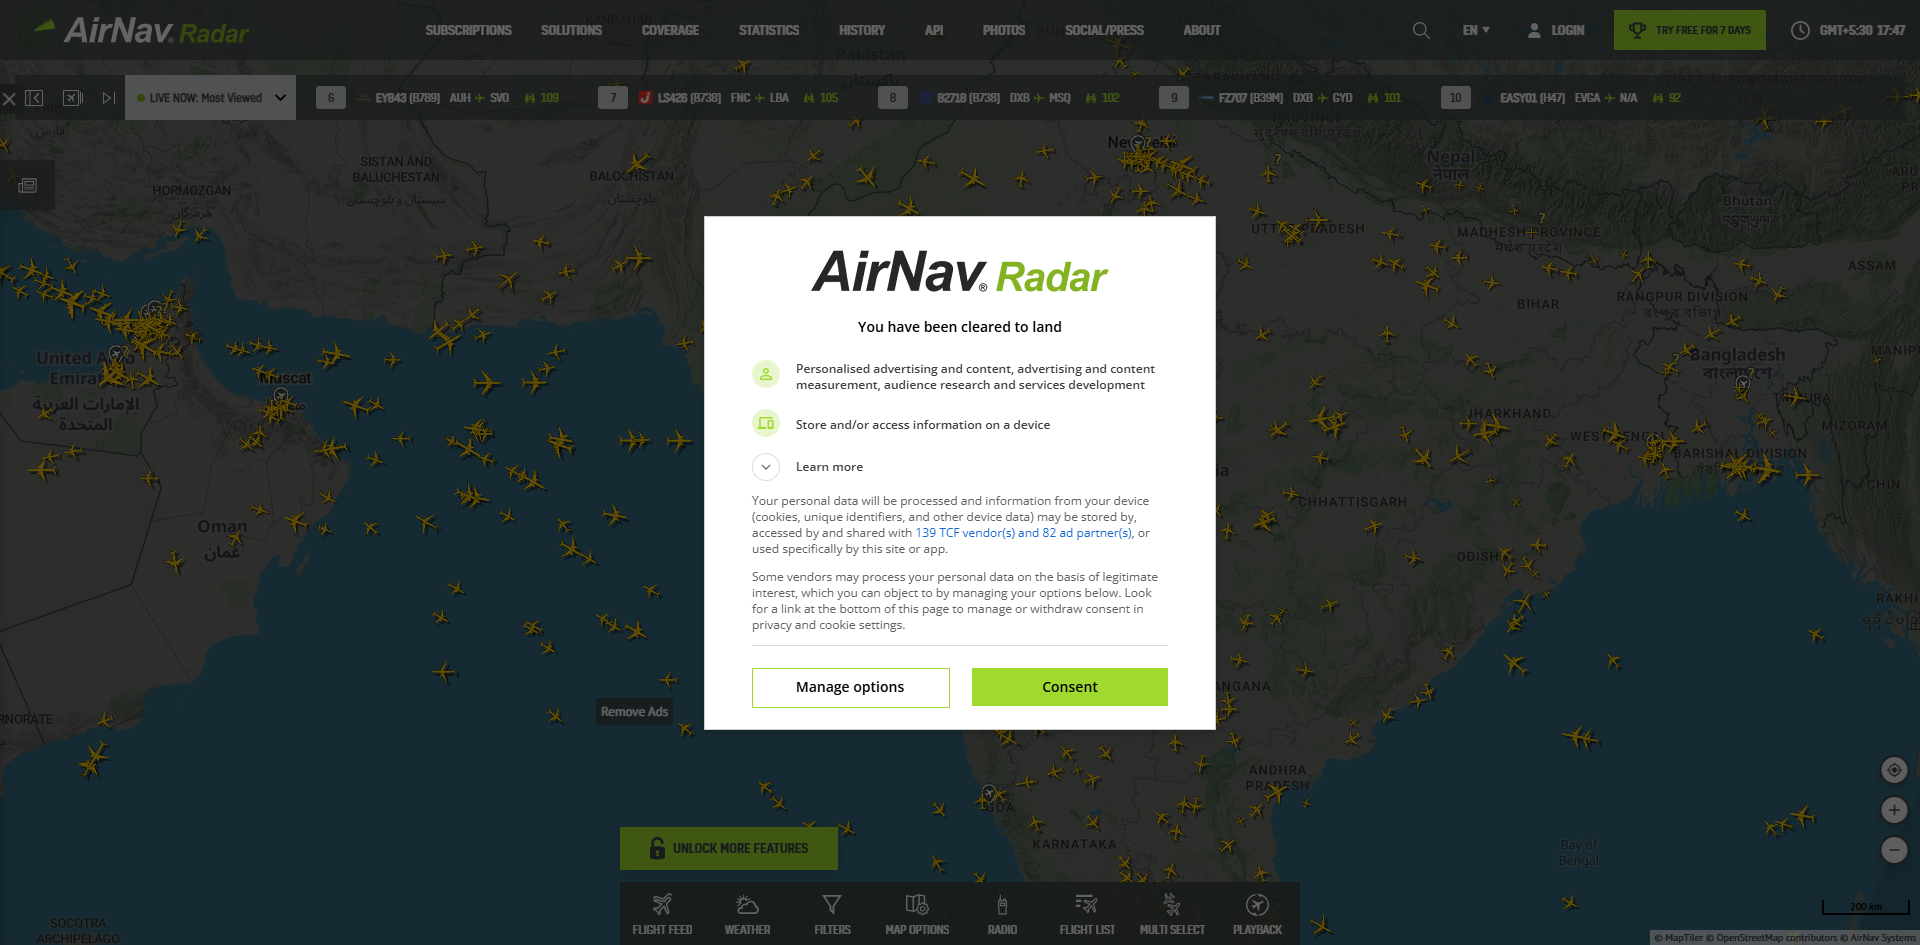 AirNav® Radar
SUBSCRIPTIONS SOLUTIONS COVERAGE STATISTICS HISTORY API PHOTOS SOCIAL/PRESS ABOUT
EN LOGIN TRY FREE FOR 7 DAYS GMT+5:30 17:47
LIVE NOW: Most Viewed
6 EY843 (B789) AUH SVO 109
7 LS426 (B738) FNC LBA 105
8 B2718 (B738) DXB MSQ 102
9 FZ707 (B39M) DXB GYD 101
10 EASY01 (H47) EVGA N/A 92
Pakistan
پاکستان
فارس
SISTAN AND
BALUCHESTAN
سیستان و بلوچستان
HORMOZGAN
هرمزگان
BALOCHISTAN
بلوچستان
Nepal
नेपाल
Bhutan
MADHESH PROVINCE
ASSAM
BIHAR
RANGPUR DIVISION
Bangladesh
বাংলাদেশ
JHARKHAND
MIZORAM
BARISHAL DIVISION
CHHATTISGARH
CHIN
ODISHA
Muscat
الإمارات العربية
المتحدة
Oman
عمان
AirNav® Radar
You have been cleared to land
Personalised advertising and content, advertising and content
measurement, audience research and services development
Store and/or access information on a device
Learn more
Your personal data will be processed and information from your device
(cookies, unique identifiers, and other device data) may be stored by,
accessed by and shared with 139 TCF vendor(s) and 82 ad partner(s), or
used specifically by this site or app.
Some vendors may process your personal data on the basis of legitimate
interest, which you can object to by managing your options below. Look
for a link at the bottom of this page to manage or withdraw consent in
privacy and cookie settings.
Manage options Consent
Remove Ads
ANDHRA
PRADESH
KARNATAKA
Bay of
Bengal
UNLOCK MORE FEATURES
SOCOTRA
ARCHIPELAGO
FLIGHT FEED WEATHER FILTERS MAP OPTIONS RADIO FLIGHT LIST MULTI SELECT PLAYBACK
200 km
© MapTiler © OpenStreetMap contributors © AirNav Systems